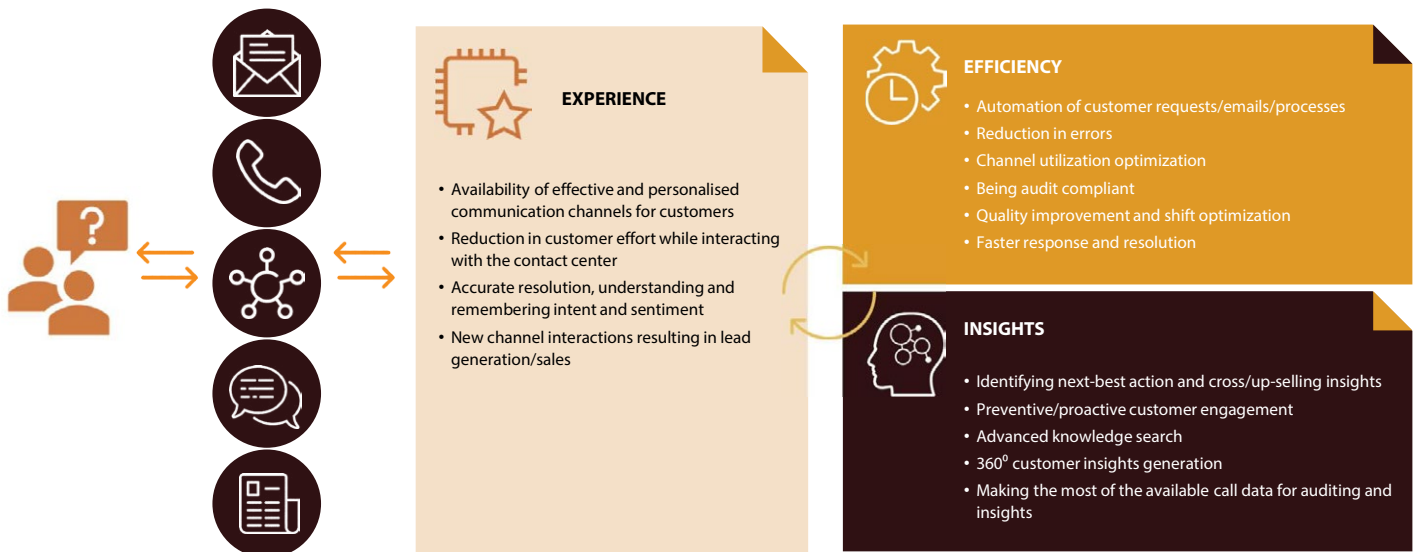 ?
EXPERIENCE
• Availability of effective and personalised
communication channels for customers
• Reduction in customer effort while interacting
with the contact center
• Accurate resolution, understanding and
remembering intent and sentiment
• New channel interactions resulting in lead
generation/sales
EFFICIENCY
• Automation of customer requests/emails/processes
• Reduction in errors
• Channel utilization optimization
• Being audit compliant
• Quality improvement and shift optimization
• Faster response and resolution
INSIGHTS
• Identifying next-best action and cross/up-selling insights
• Preventive/proactive customer engagement
• Advanced knowledge search
• 360⁰ customer insights generation
• Making the most of the available call data for auditing and
insights